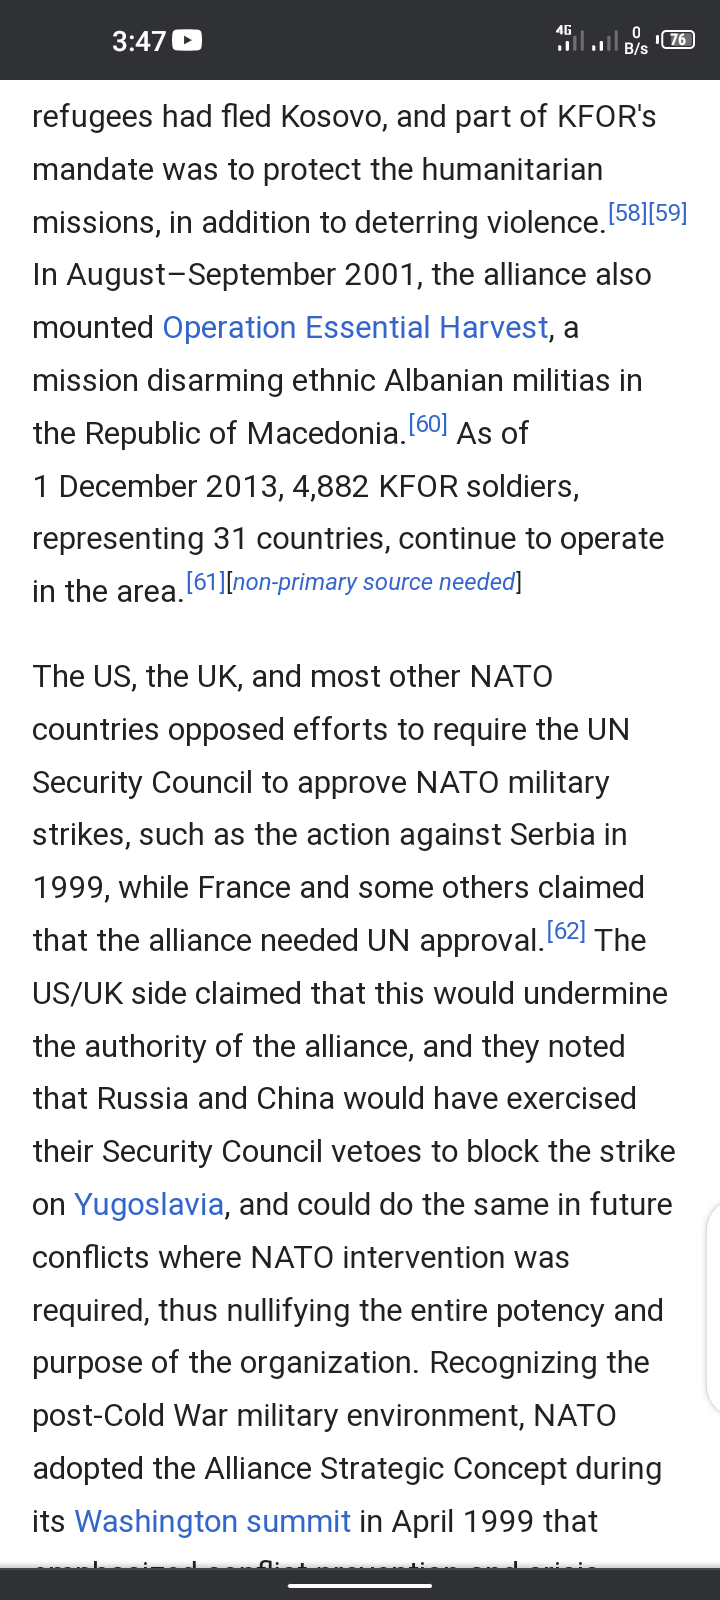 3:47
4G
0
B/s
76
refugees had fled Kosovo, and part of KFOR's
mandate was to protect the humanitarian
missions, in addition to deterring violence.[58][59]
In August–September 2001, the alliance also
mounted Operation Essential Harvest, a
mission disarming ethnic Albanian militias in
the Republic of Macedonia.[60] As of
1 December 2013, 4,882 KFOR soldiers,
representing 31 countries, continue to operate
in the area.[61][non-primary source needed]
The US, the UK, and most other NATO
countries opposed efforts to require the UN
Security Council to approve NATO military
strikes, such as the action against Serbia in
1999, while France and some others claimed
that the alliance needed UN approval.[62] The
US/UK side claimed that this would undermine
the authority of the alliance, and they noted
that Russia and China would have exercised
their Security Council vetoes to block the strike
on Yugoslavia, and could do the same in future
conflicts where NATO intervention was
required, thus nullifying the entire potency and
purpose of the organization. Recognizing the
post-Cold War military environment, NATO
adopted the Alliance Strategic Concept during
its Washington summit in April 1999 that